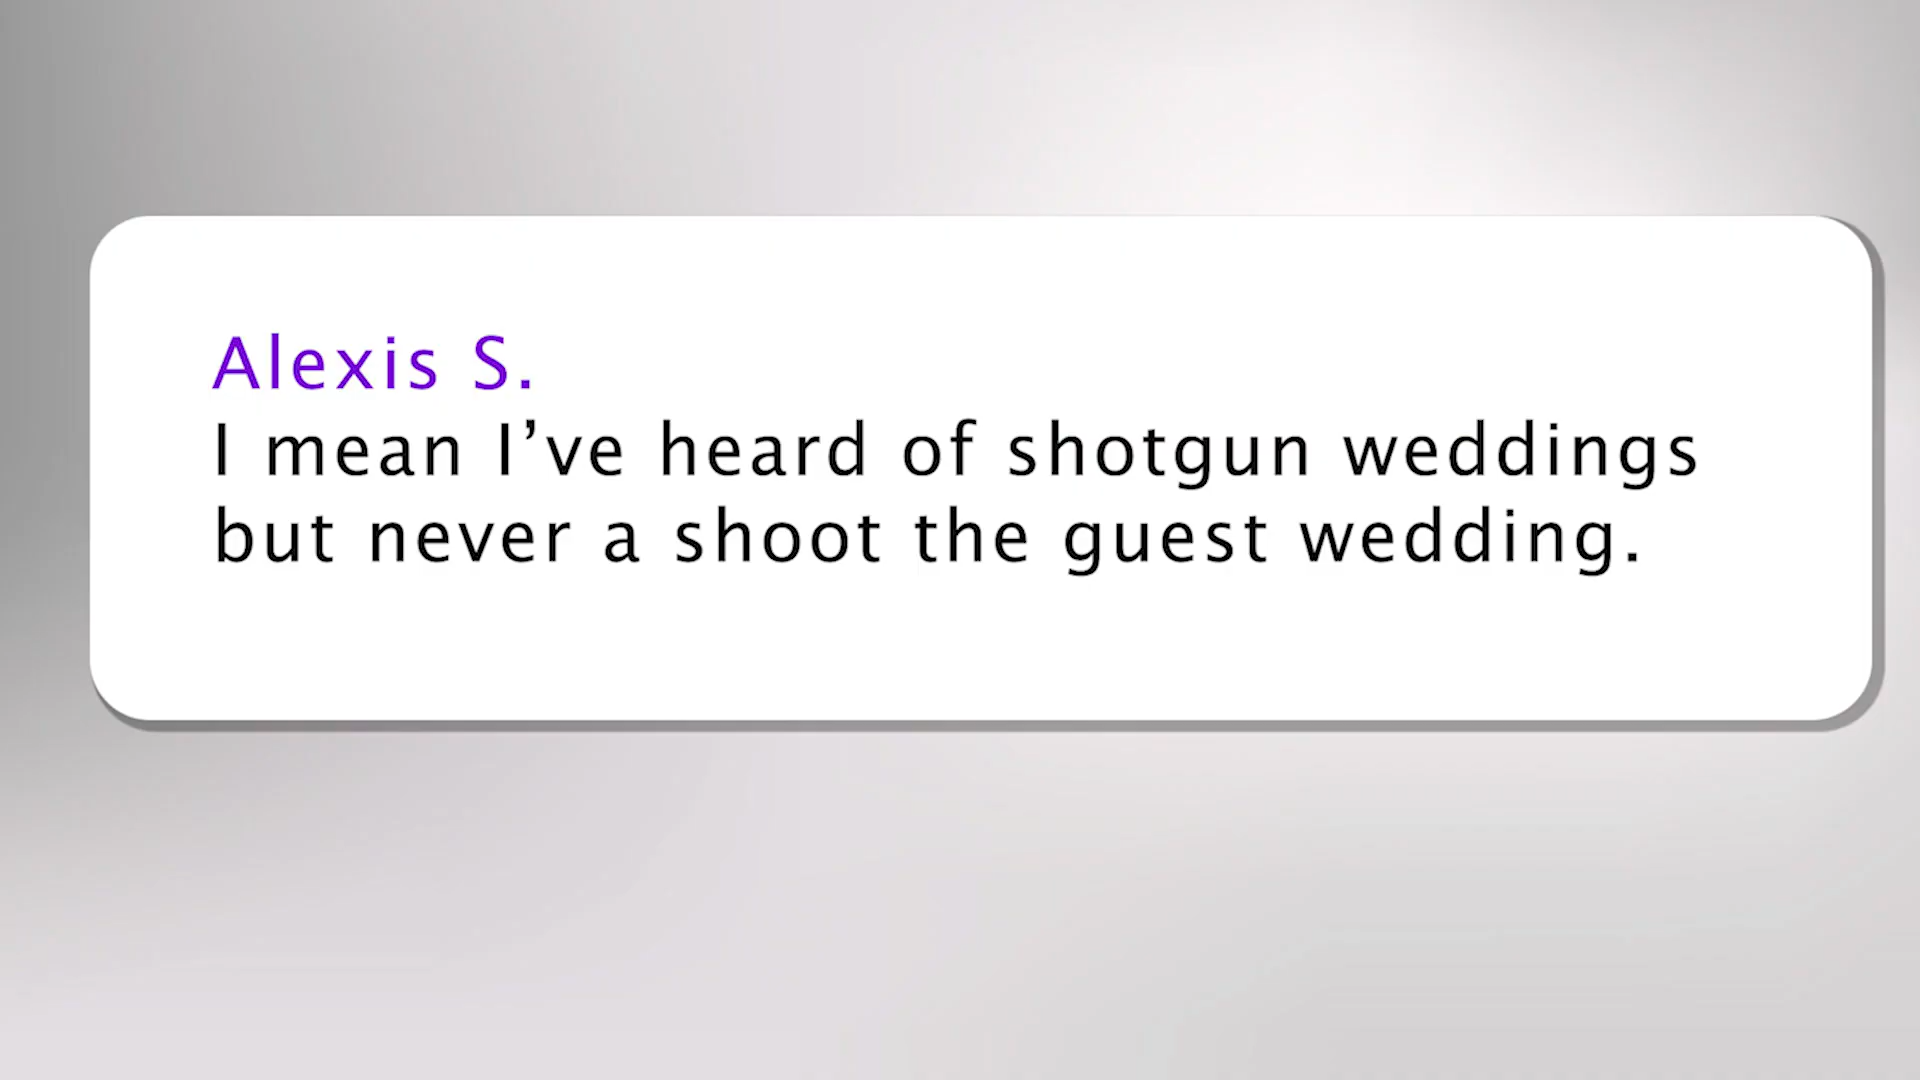 Alexis S.
I mean I’ve heard of shotgun weddings
but never a shoot the guest wedding.